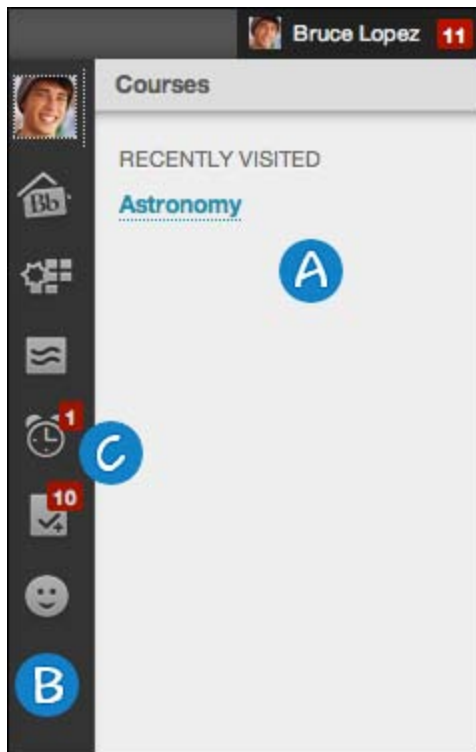 Bruce Lopez 11
Courses
RECENTLY VISITED
Bb
Astronomy
A
1
C
10
B